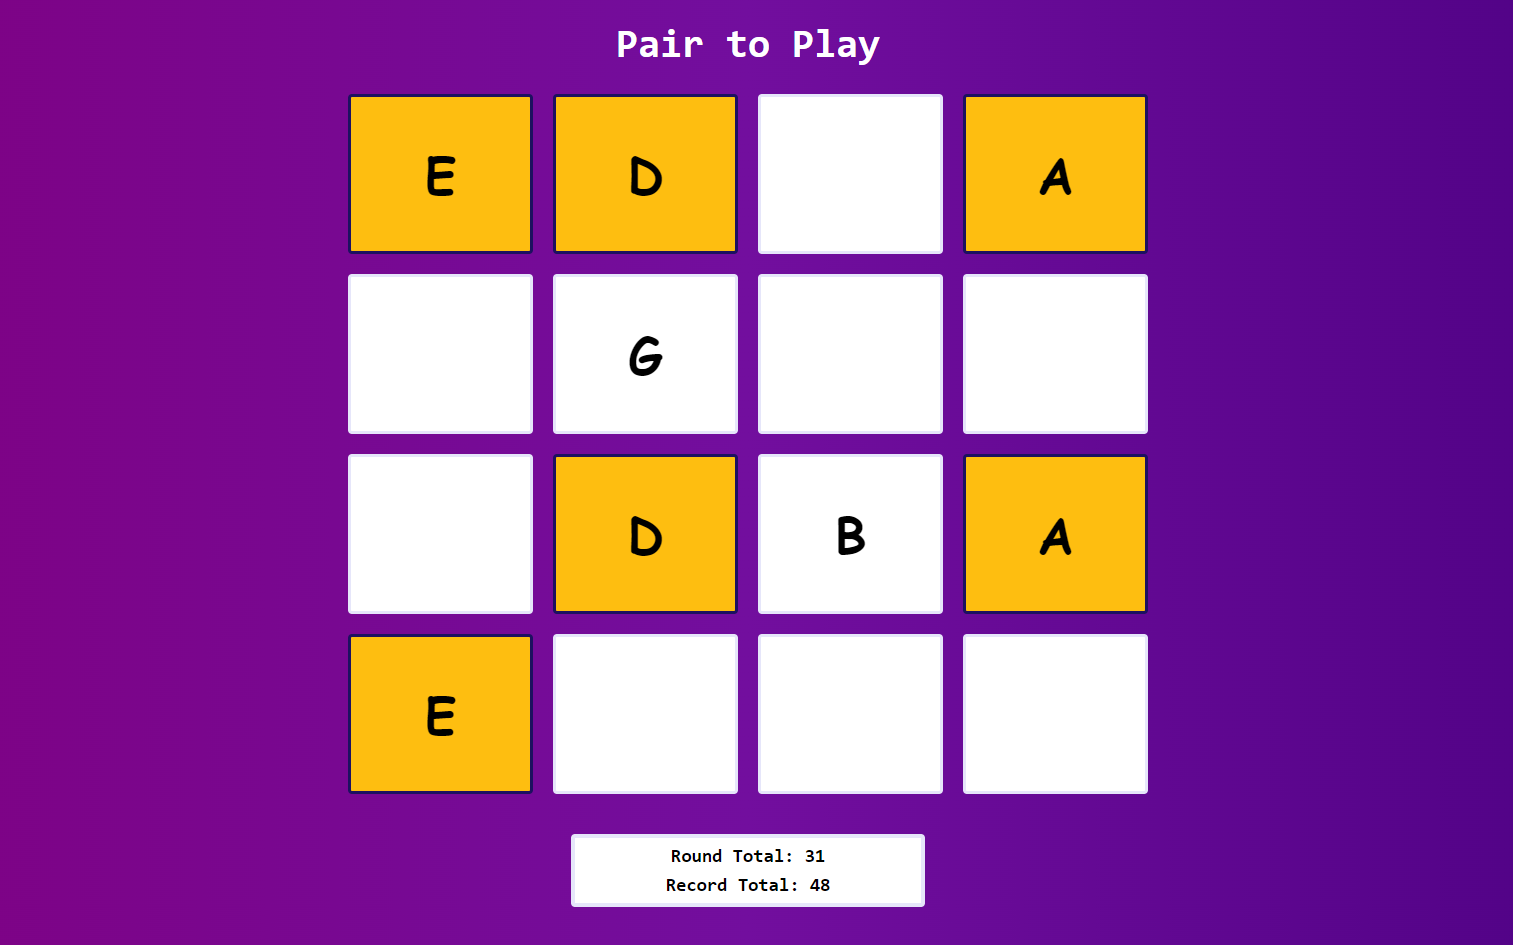 Pair to Play
E D A
G
D B A
E
Round Total: 31
Record Total: 48